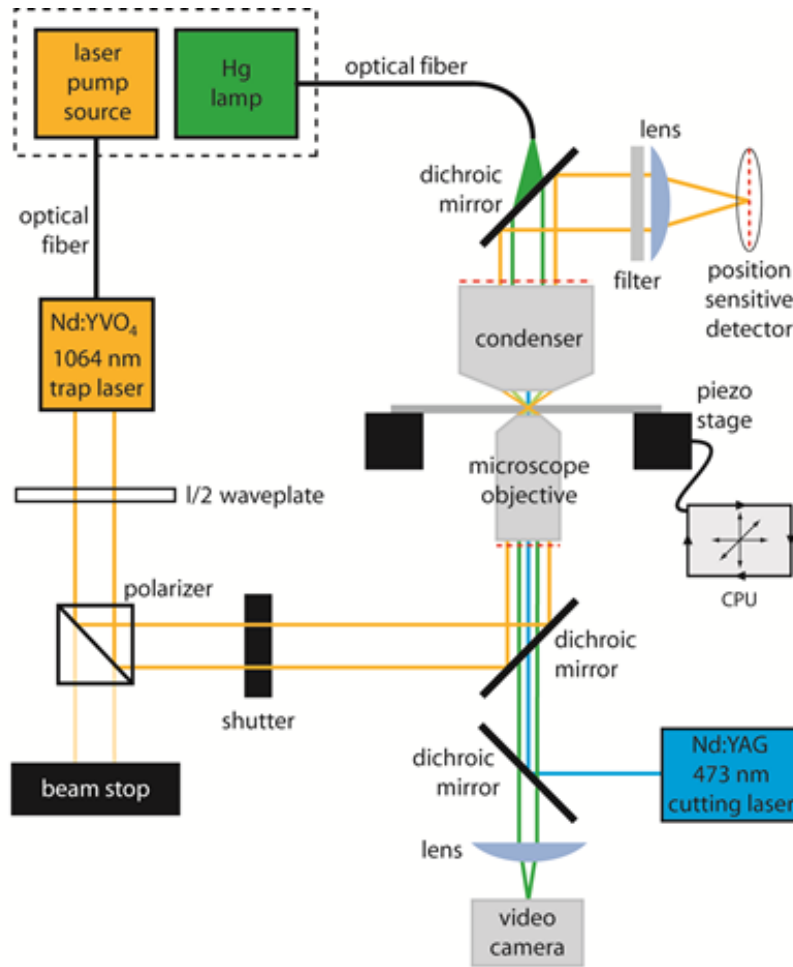 laser
pump
source
Hg
lamp
optical fiber
lens
dichroic
mirror
optical
fiber
filter
position
sensitive
detector
Nd:YVO₄
1064 nm
trap laser
condenser
piezo
stage
l/2 waveplate
microscope
objective
CPU
polarizer
dichroic
mirror
shutter
dichroic
mirror
Nd:YAG
473 nm
cutting laser
beam stop
lens
video
camera